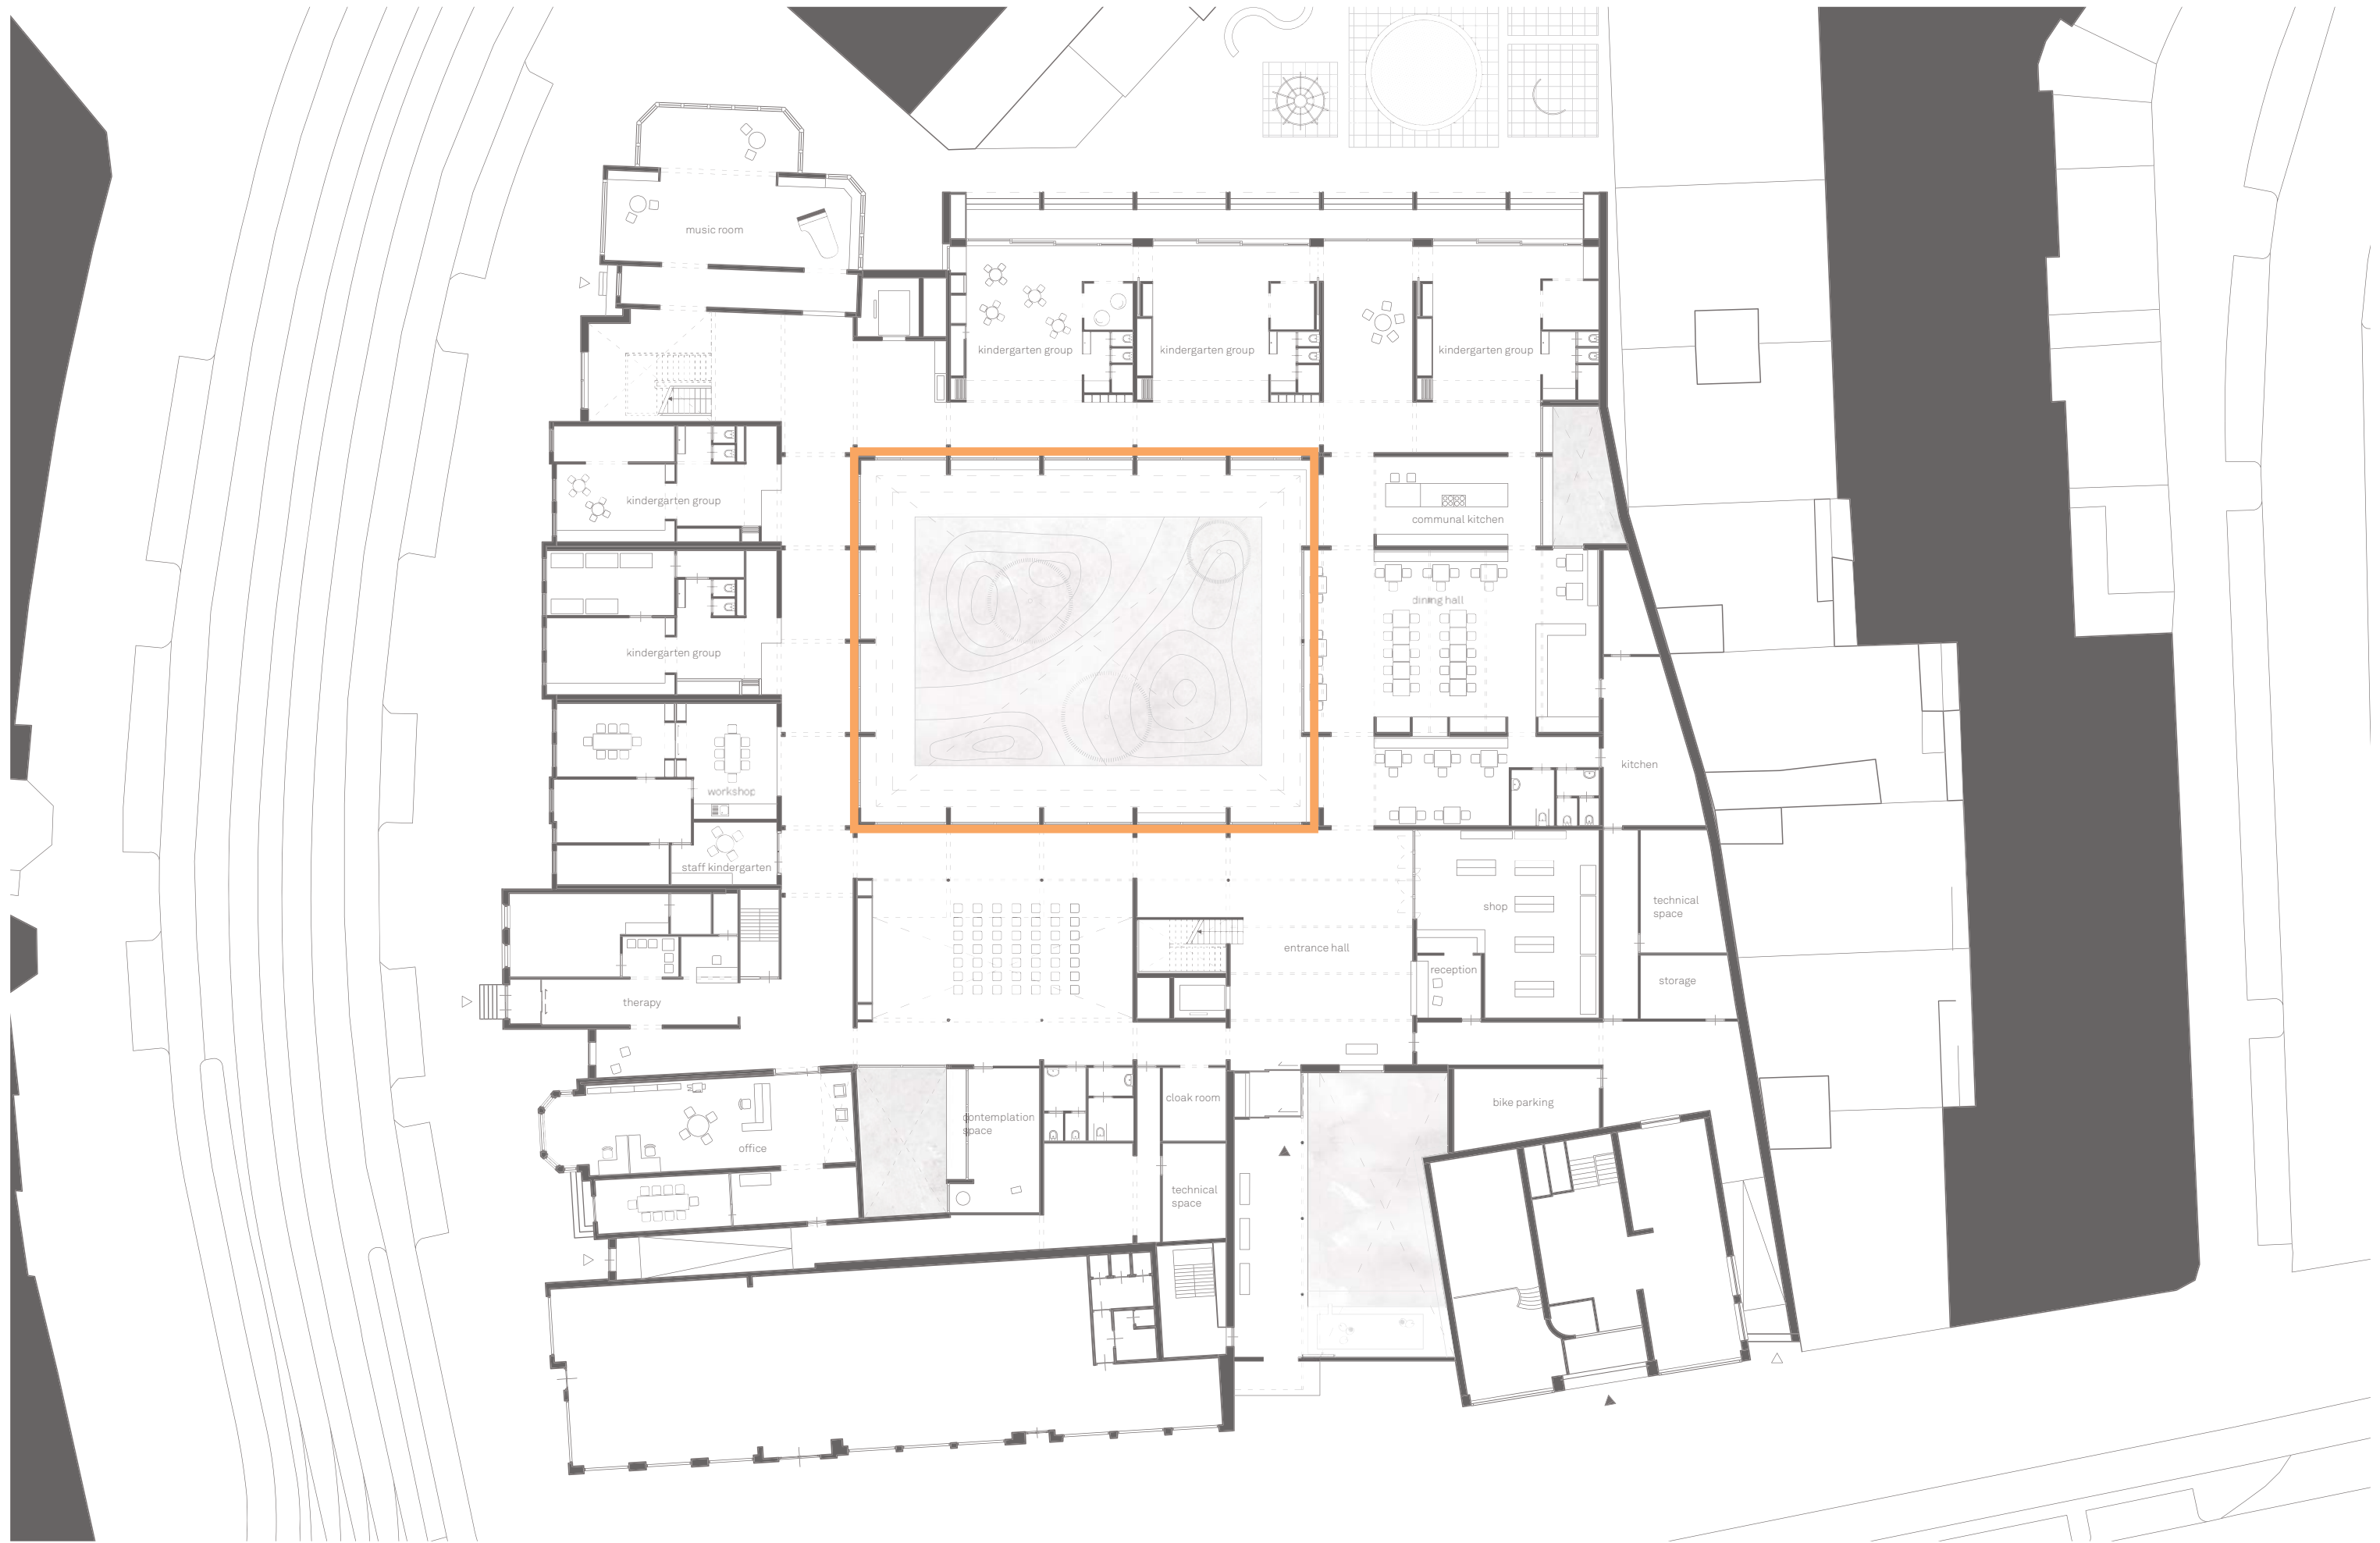 music room
kindergarten group
kindergarten group
kindergarten group
kindergarten group
communal kitchen
dining hall
kindergarten group
kitchen
workshop
staff kindergarten
shop
technical
space
entrance hall
reception
storage
therapy
contemplation
space
cloak room
bike parking
office
technical
space